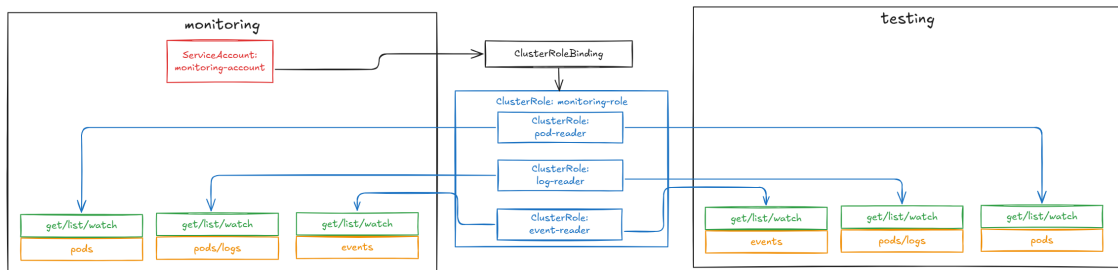 monitoring
ServiceAccount:
monitoring-account
ClusterRoleBinding
testing
ClusterRole: monitoring-role
ClusterRole:
pod-reader
ClusterRole:
log-reader
ClusterRole:
event-reader
get/list/watch
pods
get/list/watch
pods/logs
get/list/watch
events
get/list/watch
events
get/list/watch
pods/logs
get/list/watch
pods